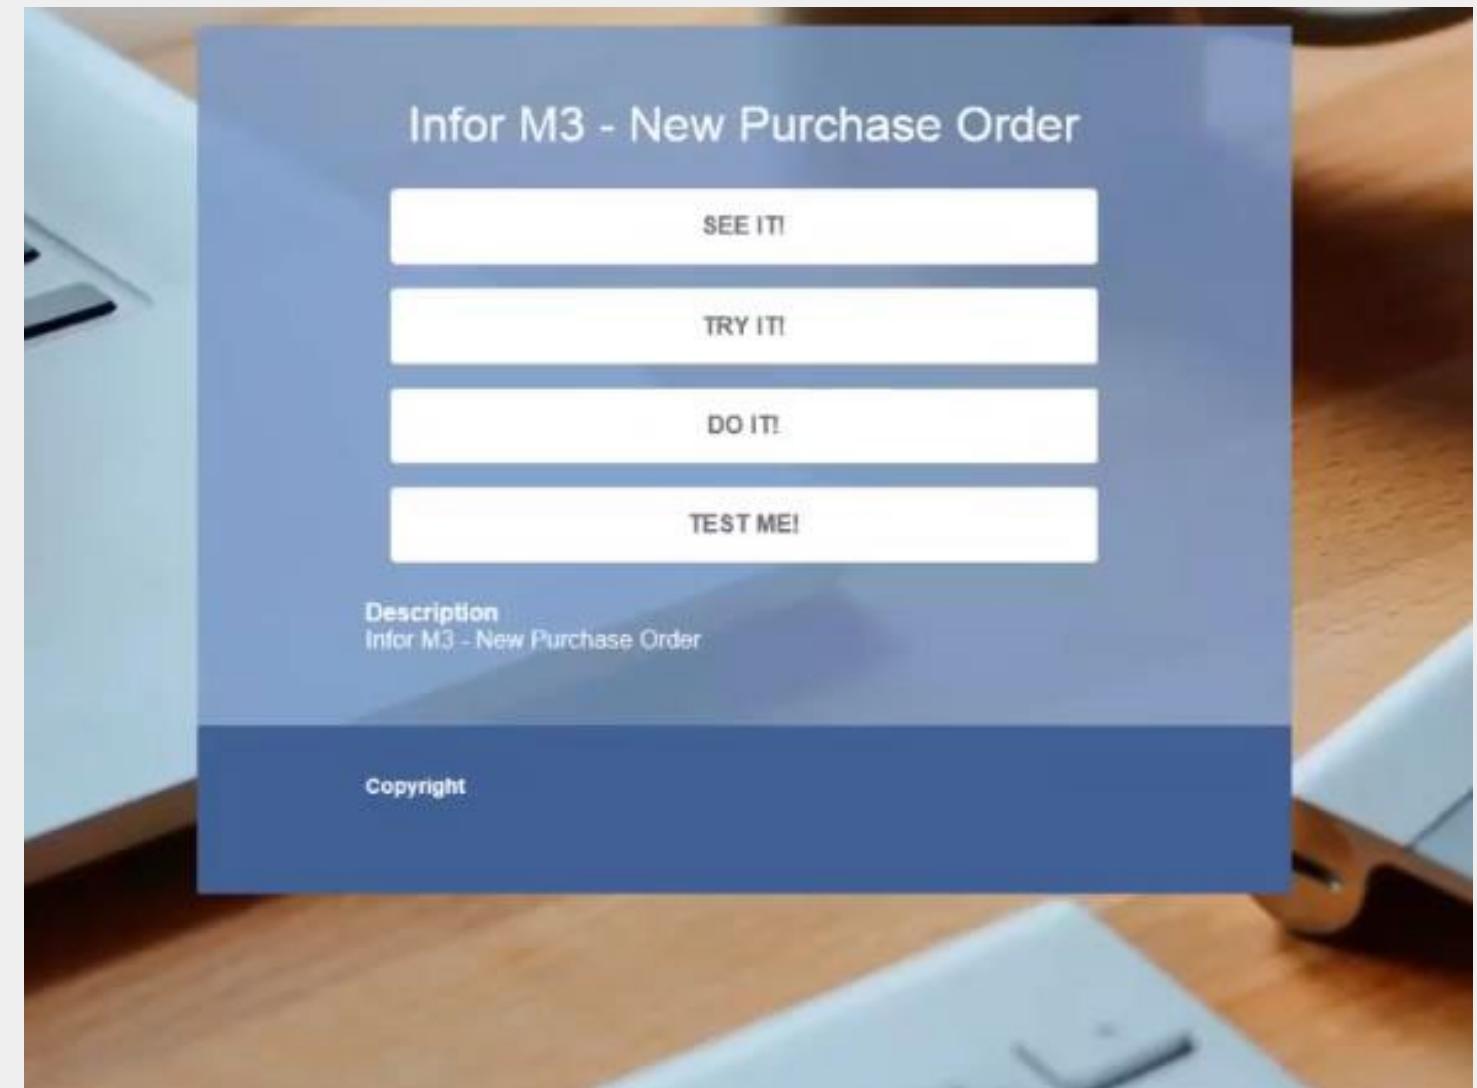 Infor M3 - New Purchase Order
SEE IT!
TRY IT!
DO IT!
TEST ME!
Description
Infor M3 - New Purchase Order
Copyright